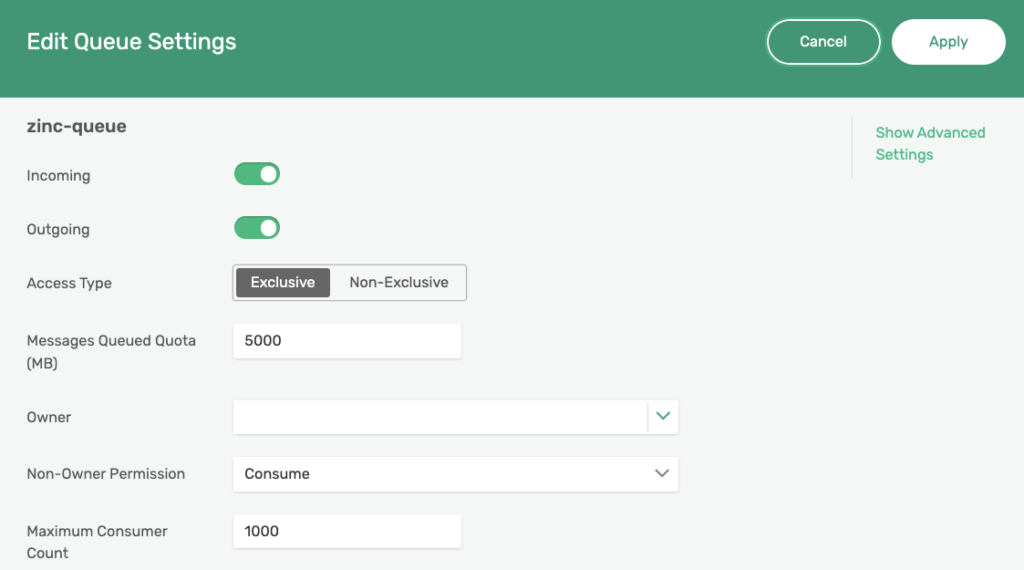 Edit Queue Settings
Cancel
Apply
zinc-queue
Show Advanced
Settings
Incoming
Outgoing
Access Type
Exclusive
Non-Exclusive
Messages Queued Quota
(MB)
5000
Owner
Non-Owner Permission
Consume
Maximum Consumer
Count
1000